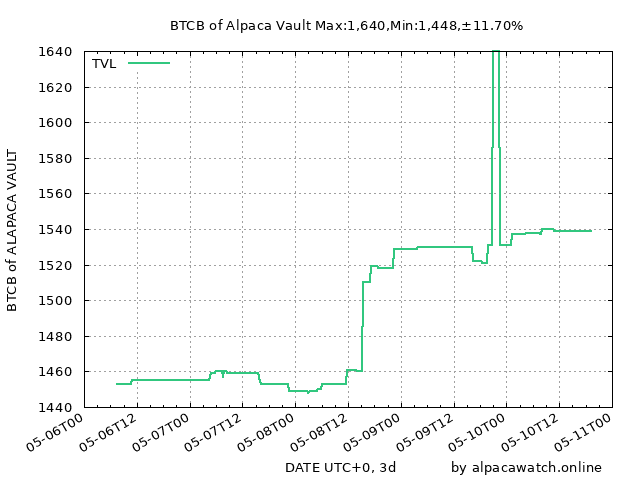 BTCB of Alpaca Vault Max:1,640,Min:1,448,±11.70%
TVL
BTCB of ALAPACA VAULT
1640
1620
1600
1580
1560
1540
1520
1500
1480
1460
1440
05-06T00
05-06T12
05-07T00
05-07T12
05-08T00
05-08T12
05-09T00
05-09T12
05-10T00
05-10T12
05-11T00
DATE UTC+0, 3d
by alpacawatch.online